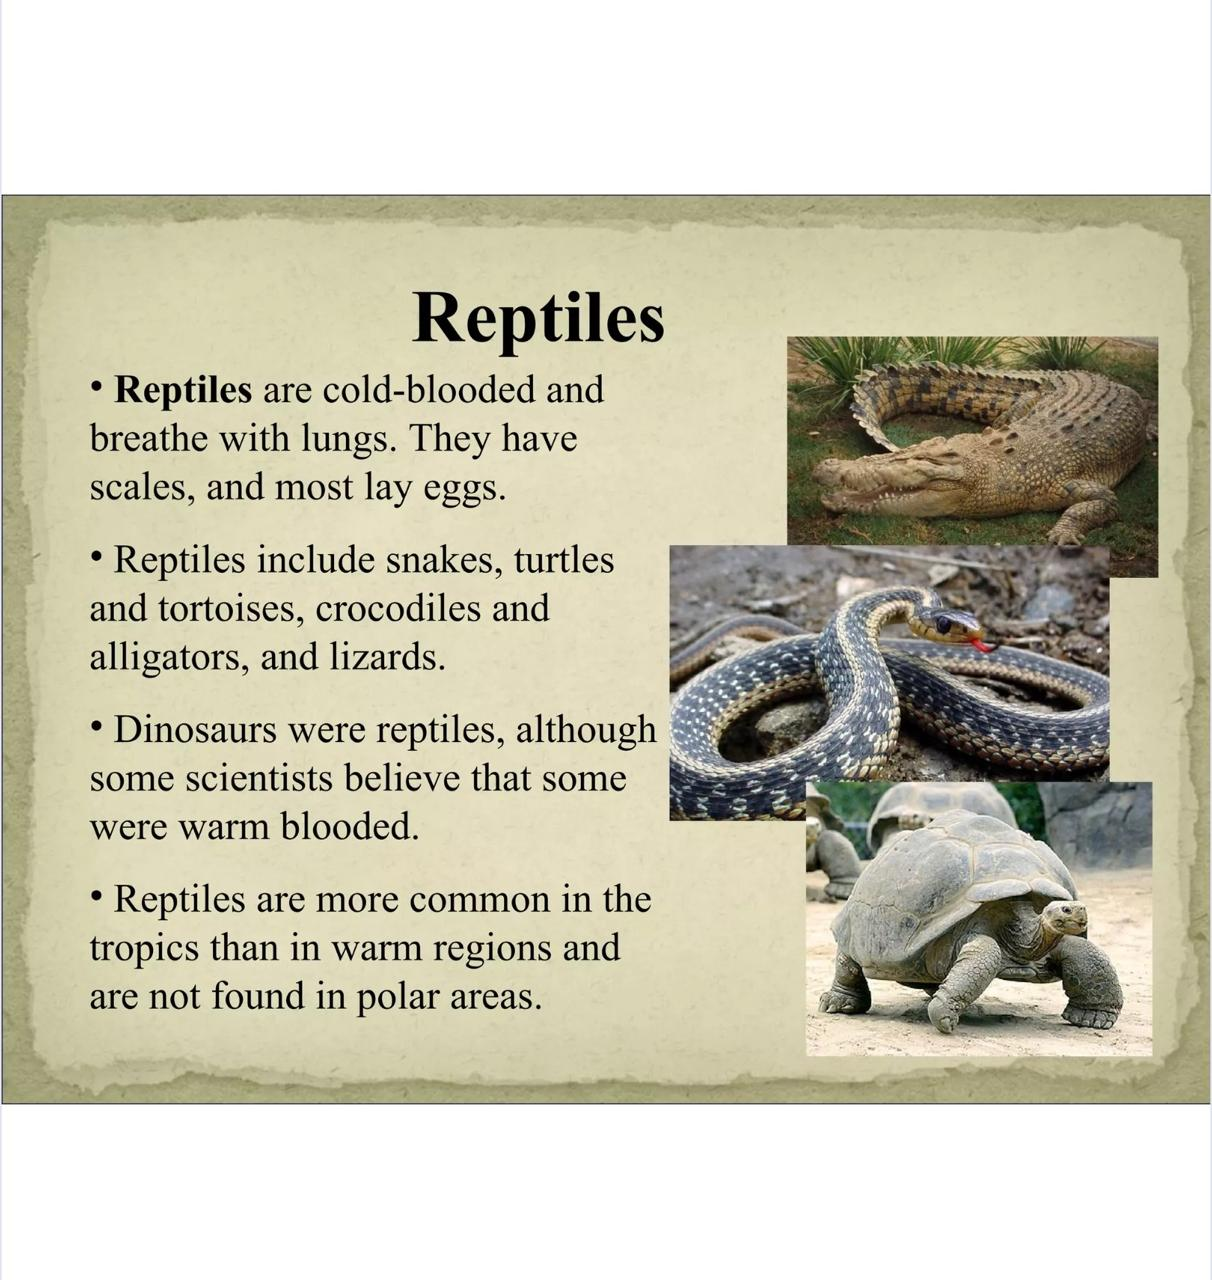 Reptiles
• Reptiles are cold-blooded and
breathe with lungs. They have
scales, and most lay eggs.
• Reptiles include snakes, turtles
and tortoises, crocodiles and
alligators, and lizards.
• Dinosaurs were reptiles, although
some scientists believe that some
were warm blooded.
• Reptiles are more common in the
tropics than in warm regions and
are not found in polar areas.